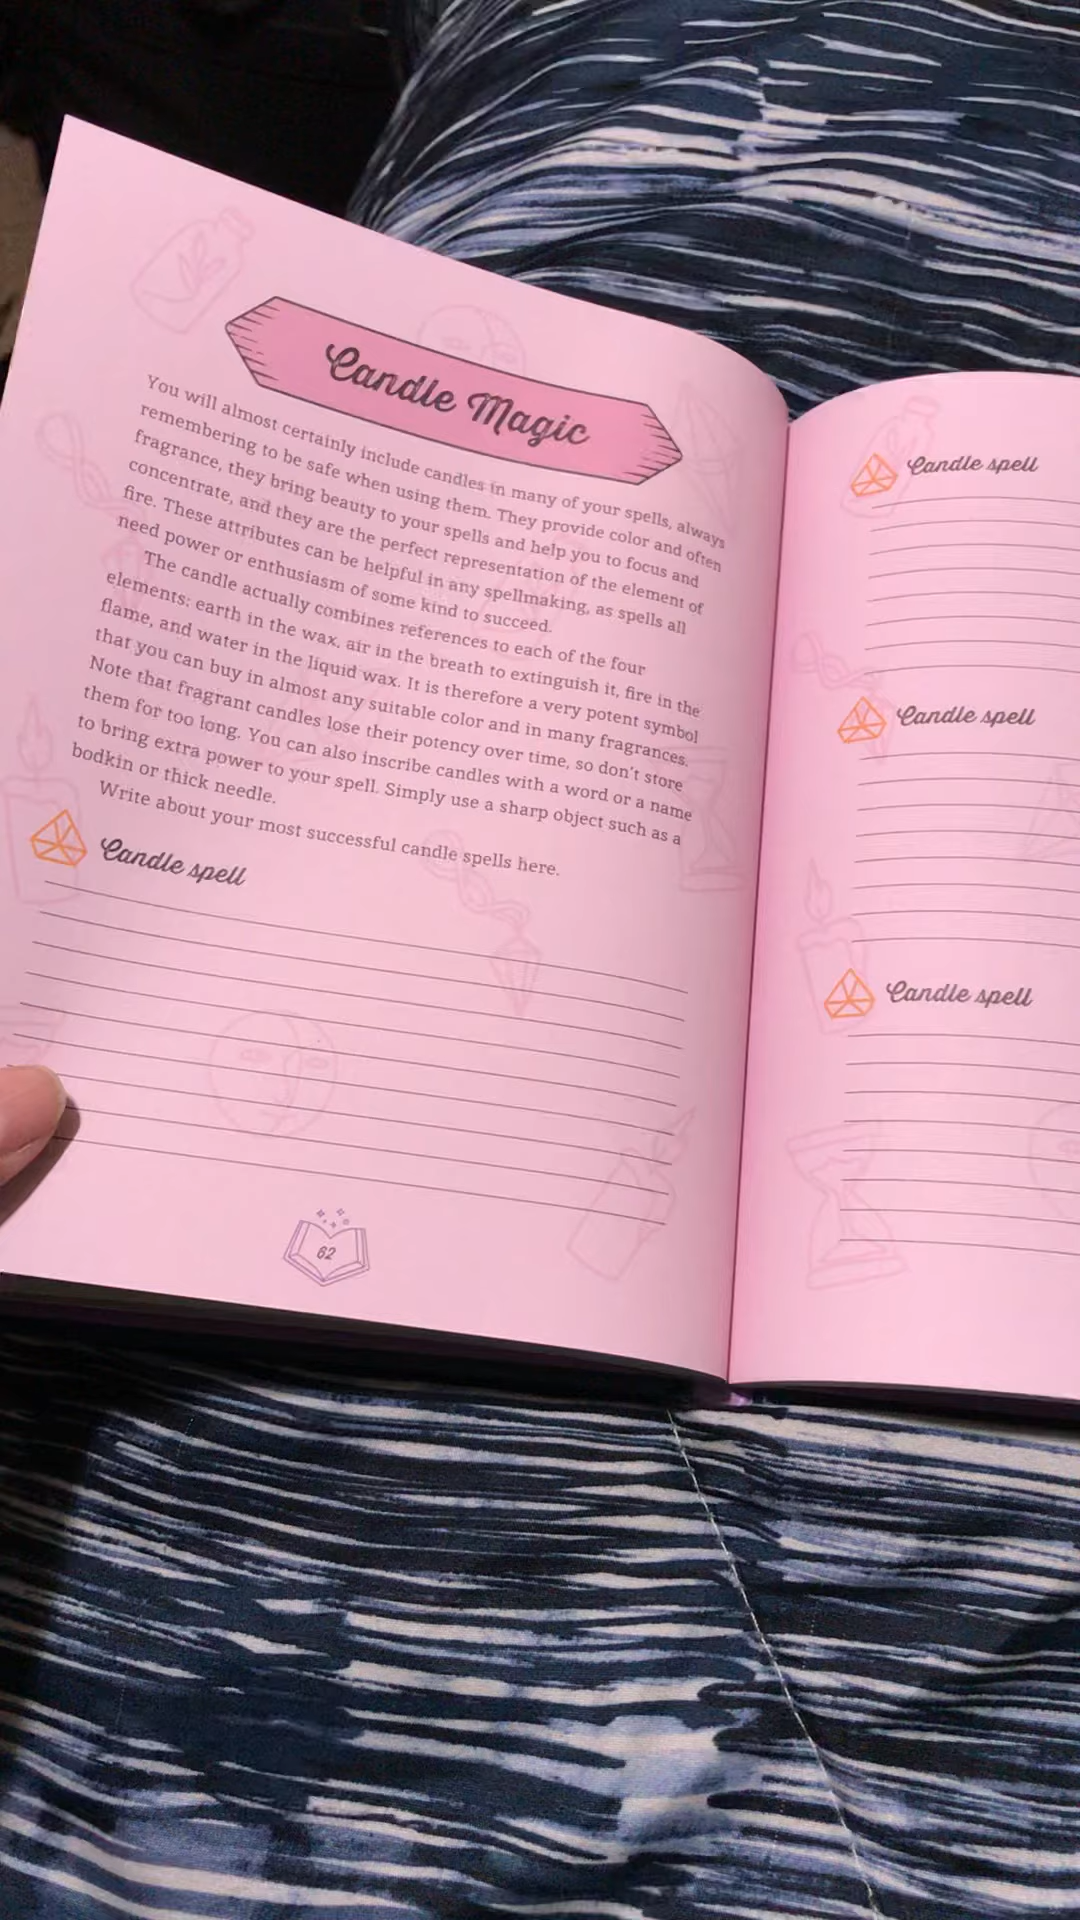 Candle Magic
You will almost certainly include candles in many of your spells, always
remembering to be safe when using them. They provide color and often
fragrance, they bring beauty to your spells and help you to focus and
concentrate, and they are the perfect representation of the element of
fire. These attributes can be helpful in any spellmaking, as spells all
need power or enthusiasm of some kind to succeed.
The candle actually combines references to each of the four
elements; earth in the wax, air in the breath to extinguish it, fire in the
flame, and water in the liquid wax. It is therefore a very potent symbol
that you can buy in almost any suitable color and in many fragrances.
Note that fragrant candles lose their potency over time, so don't store
them for too long. You can also inscribe candles with a word or a name
to bring extra power to your spell. Simply use a sharp object such as a
bodkin or thick needle.
Write about your most successful candle spells here.
Candle spell
62
Candle spell
Candle spell
Candle spell